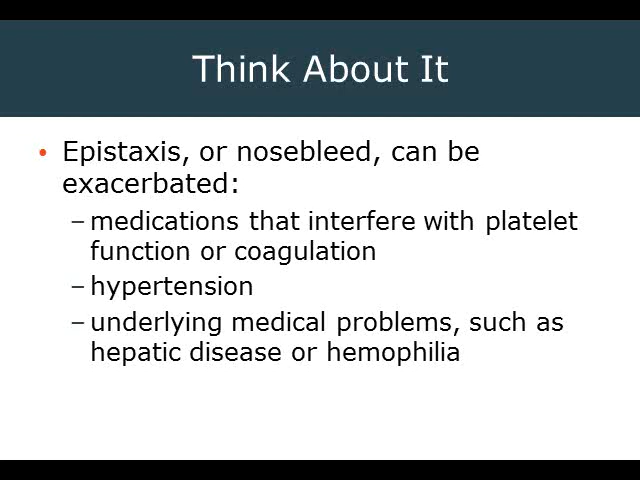 Think About It
• Epistaxis, or nosebleed, can be
exacerbated:
– medications that interfere with platelet
function or coagulation
– hypertension
– underlying medical problems, such as
hepatic disease or hemophilia